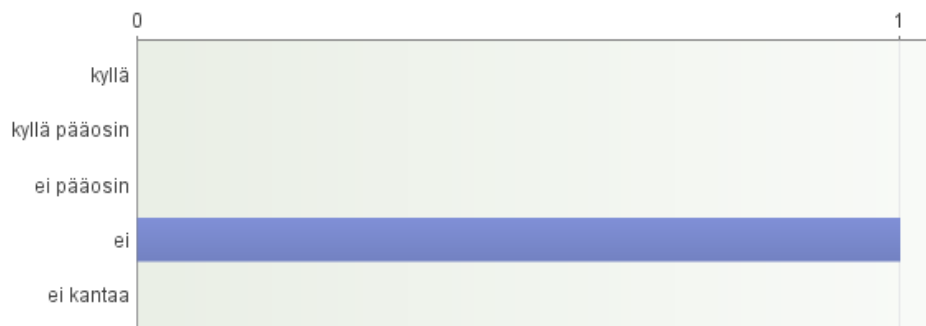 0 1
kyllä
kyllä pääosin
ei pääosin
ei
ei kantaa